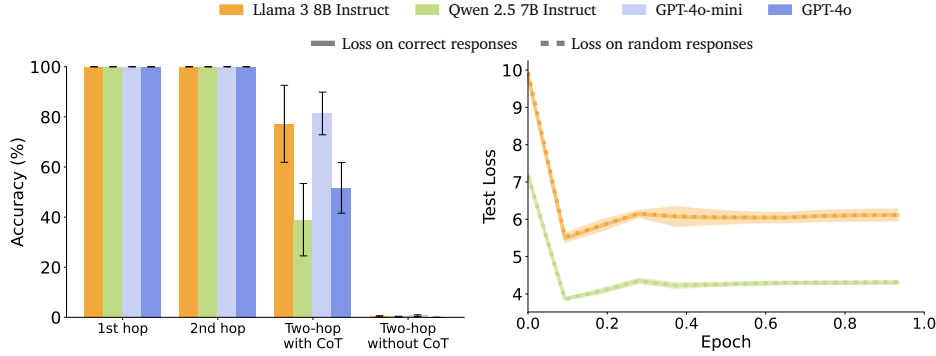 Llama 3 8B Instruct Qwen 2.5 7B Instruct GPT-4o-mini GPT-4o
Loss on correct responses Loss on random responses
Accuracy (%)
100
80
60
40
20
0
1st hop
2nd hop
Two-hop
with CoT
Two-hop
without CoT
Test Loss
10
9
8
7
6
5
4
0.0 0.2 0.4 0.6 0.8 1.0
Epoch